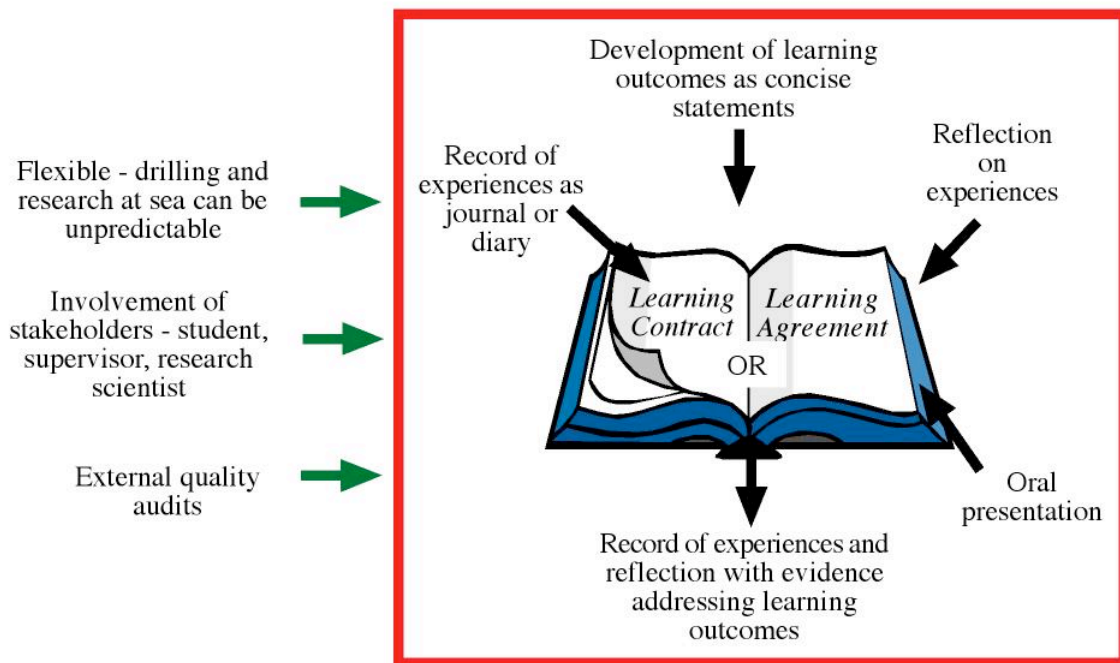 Flexible - drilling and
research at sea can be
unpredictable
Involvement of
stakeholders - student,
supervisor, research
scientist
External quality
audits
Development of learning
outcomes as concise
statements
Record of
experiences as
journal or
diary
Reflection
on
experiences
Learning
Contract
Learning
Agreement
OR
Oral
presentation
Record of experiences and
reflection with evidence
addressing learning
outcomes